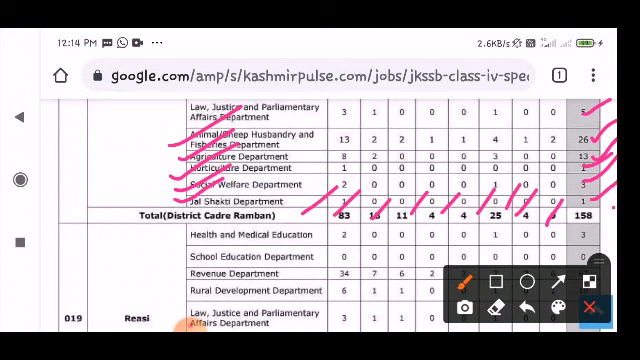 12:14 PM
2.6KB/s
google.com/amp/s/kashmirpulse.com/jobs/jkssb-class-iv-spec
1
Law, Justice and Parliamentary Affairs Department 3 1 0 0 0 1 0 0 5
Animal/Sheep Husbandry and Fisheries Department 13 2 2 1 1 4 1 2 26
Agriculture Department 8 2 0 0 0 3 0 0 13
Horticulture Department 1 0 0 0 0 0 0 0 1
Social Welfare Department 2 0 0 0 0 1 0 0 3
Jal Shakti Department 1 0 0 0 0 0 0 0 1
Total(District Cadre Ramban) 83 11 4 4 25 4 158
Health and Medical Education 2 0 0 0 0 1 0 0 3
School Education Department 0 0 0 0 0 0 0 0 0
Revenue Department 34 7 6 2
Rural Development Department 6 1 1 0
019 Reasi Law, Justice and Parliamentary Affairs Department 3 1 1 0